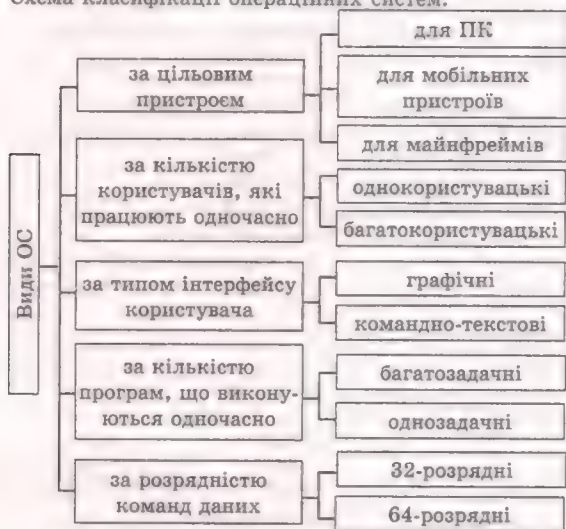 Схема класифікації операційних систем:
Види ОС
за цільовим
пристроєм
для ПК
для мобільних
пристроїв
для майнфреймів
за кількістю
користувачів, які
працюють одночасно
однокористувацькі
багатокористувацькі
за типом інтерфейсу
користувача
графічні
командно-текстові
за кількістю
програм, що викону-
ються одночасно
багатозадачні
однозадачні
за розрядністю
команд даних
32-розрядні
64-розрядні